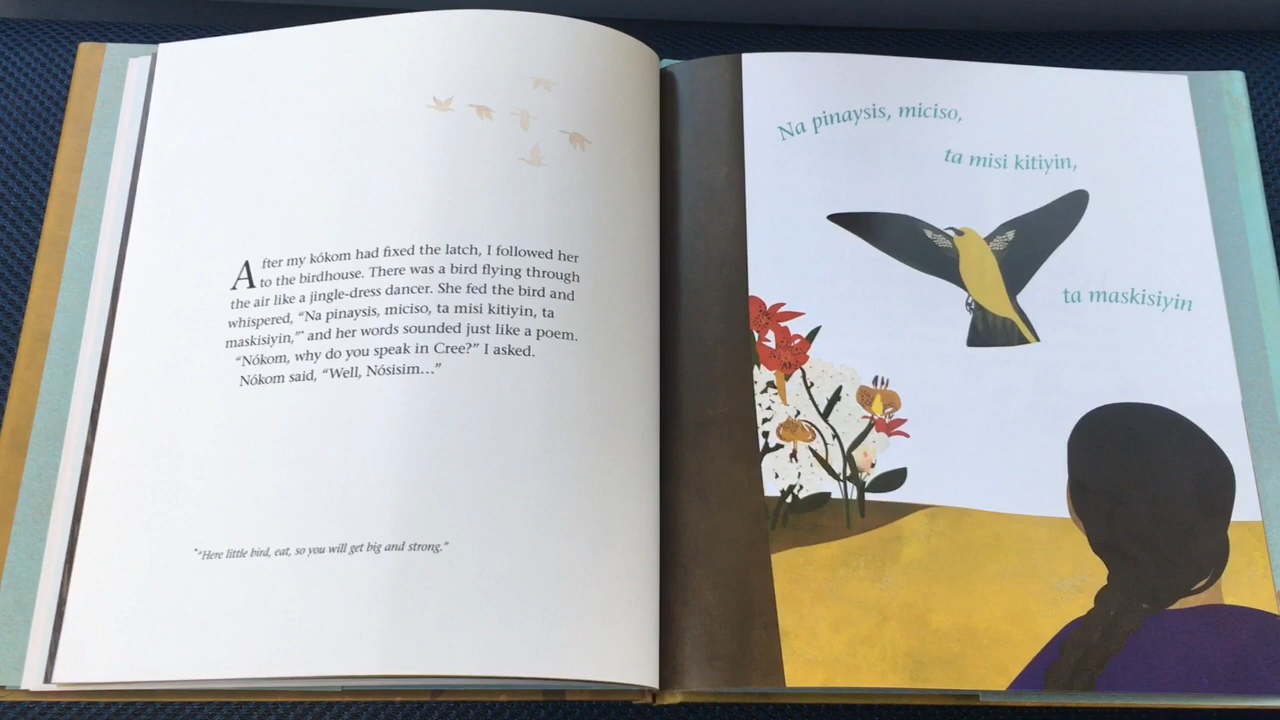 After my kókom had fixed the latch, I followed her
to the birdhouse. There was a bird flying through
the air like a jingle-dress dancer. She fed the bird and
whispered, “Na pinaysis, miciso, ta misi kitiyin, ta
maskisiyin,”* and her words sounded just like a poem.
“Nókom, why do you speak in Cree?” I asked.
Nókom said, “Well, Nósisim…”
*“Here little bird, eat, so you will get big and strong.”
Na pinaysis, miciso,
ta misi kitiyin,
ta maskisiyin